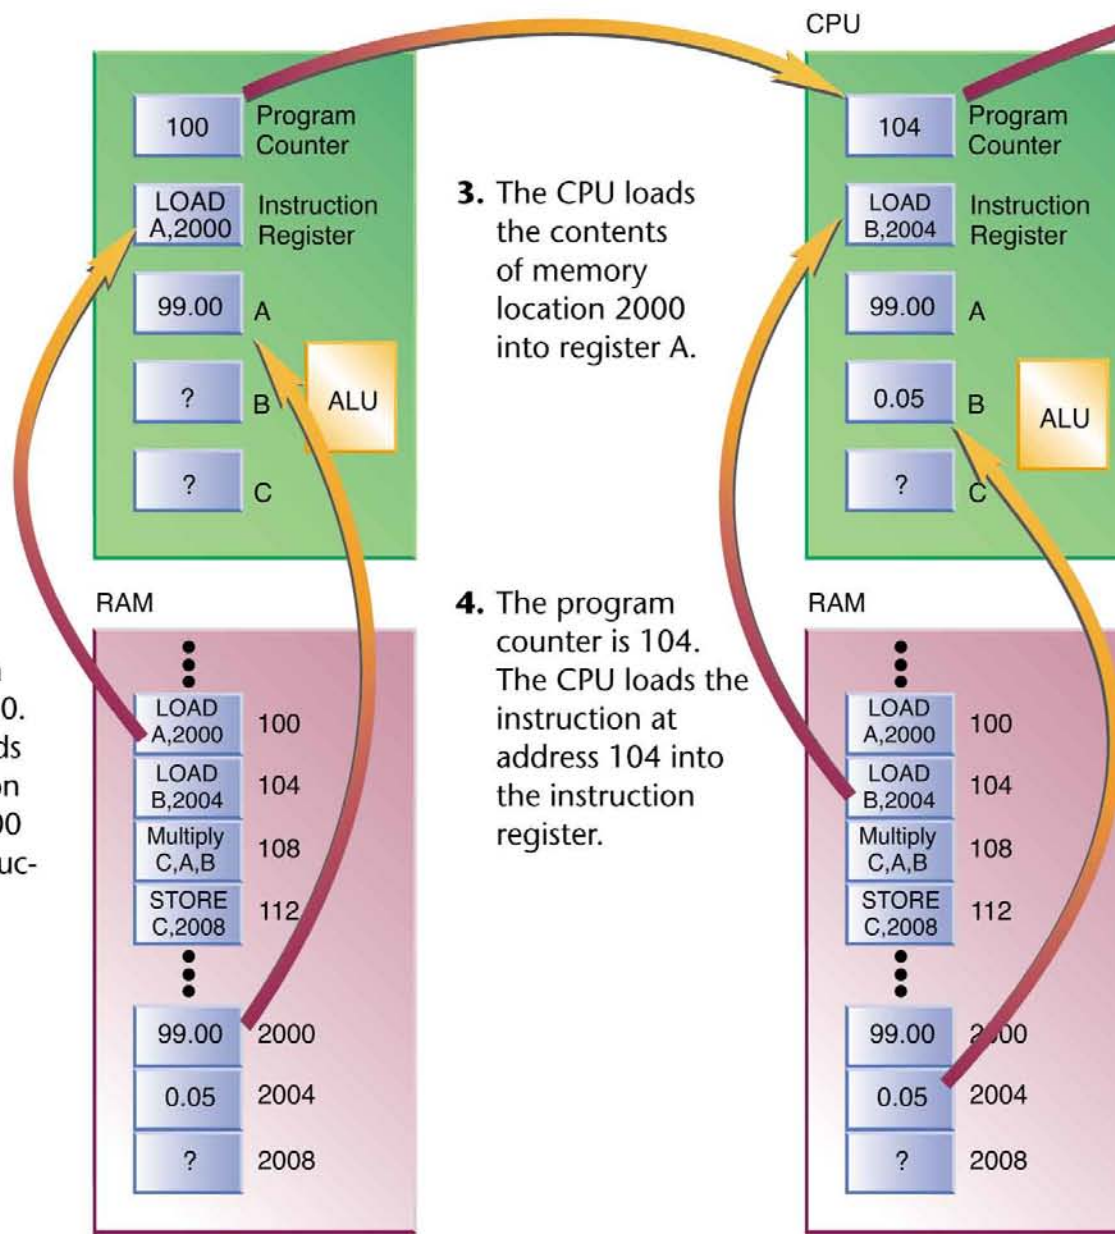 CPU
100
Program
Counter
LOAD
A,2000
Instruction
Register
99.00
A
?
B
ALU
?
C
3. The CPU loads
the contents
of memory
location 2000
into register A.
104
Program
Counter
LOAD
B,2004
Instruction
Register
99.00
A
0.05
B
ALU
?
C
RAM
LOAD
A,2000
100
LOAD
B,2004
104
Multiply
C,A,B
108
STORE
C,2008
112
99.00
2000
0.05
2004
?
2008
4. The program
counter is 104.
The CPU loads the
instruction at
address 104 into
the instruction
register.
RAM
LOAD
A,2000
100
LOAD
B,2004
104
Multiply
C,A,B
108
STORE
C,2008
112
99.00
2000
0.05
2004
?
2008